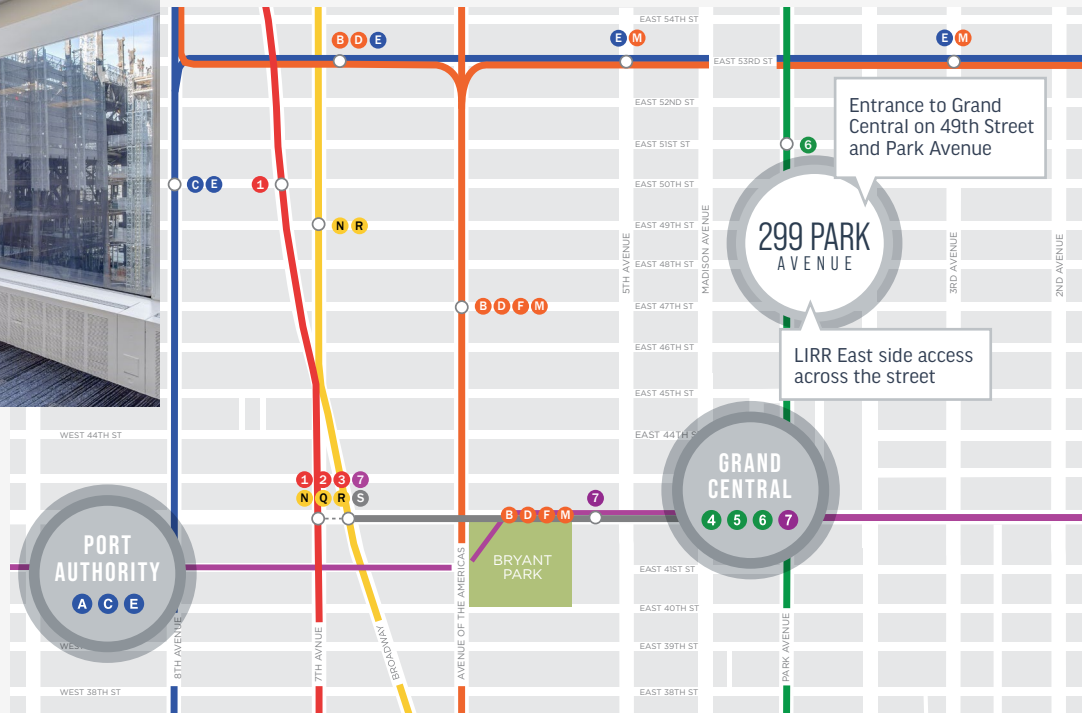 EAST 54TH ST
B D E
E M
E M
EAST 53RD ST
EAST 52ND ST
Entrance to Grand
Central on 49th Street
and Park Avenue
EAST 51ST ST
6
C E
1
EAST 50TH ST
N R
EAST 49TH ST
299 PARK
AVENUE
5TH AVENUE
MADISON AVENUE
3RD AVENUE
2ND AVENUE
EAST 48TH ST
B D F M
EAST 47TH ST
EAST 46TH ST
LIRR East side access
across the street
EAST 45TH ST
WEST 44TH ST
EAST 44TH S
GRAND
CENTRAL
4 5 6 7
1 2 3 7
N Q R S
7
B D F M
PORT
AUTHORITY
A C E
BRYANT
PARK
EAST 41ST ST
EAST 40TH ST
8TH AVENUE
7TH AVNUE
BROADWAY
AVENUE OF THE AMERICAS
PARK AVENUE
WES
EAST 39TH ST
WEST 38TH ST
EAST 38TH ST